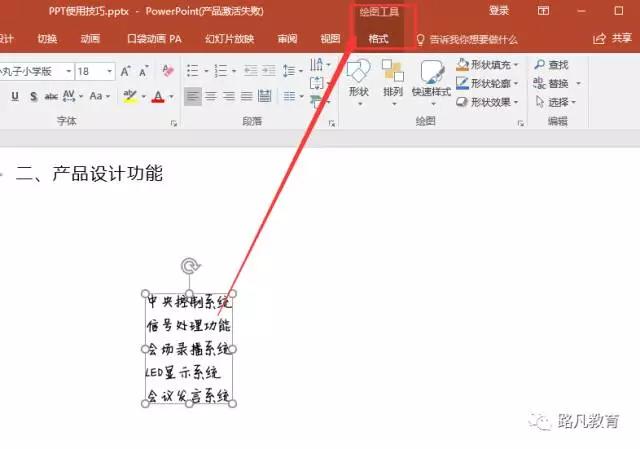 PPT使用技巧.pptx - PowerPoint(产品激活失败)
绘图工具
登录
设计 切换 动画 口袋动画 PA 幻灯片放映 审阅 视图 格式 告诉我你想要做什么 共享
丸子小学版 18 A A
U S abc AV Aa ab A
形状 排列 快速样式
形状填充
形状轮廓
形状效果
查找
替换
选择
字体 段落 绘图 编辑
二、产品设计功能
中央控制系统
信号处理功能
会场录播系统
LED显示系统
会议发言系统
路凡教育